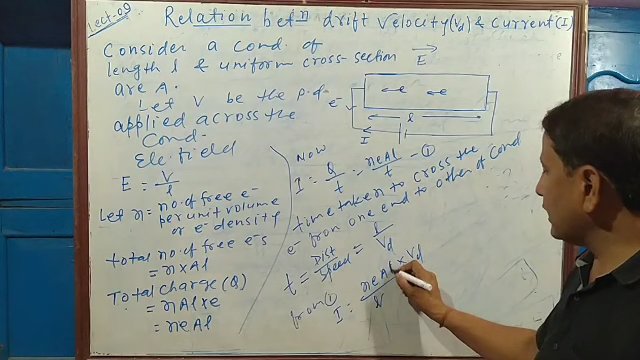 Lect-09
Relation betⁿ drift Velocity (Vd) & Current (I)
Consider a cond. of
length l & uniform cross-section
are A.
Let V be the p.d.
applied across the
Cond.
Ele. field
E = V/l
Let n = no. of free e⁻
per unit volume
or e⁻ density
total no. of free e⁻s
= n × Al
Total charge (Q)
= nAl × e
= neAl
E
e e
e⁻
l
I
Now
I = Q/t = neAl/t — ①
time taken to cross the
e⁻ from one end to other of cond
t = Dist/Speed = l/Vd
from ①
I = neAl × Vd / l